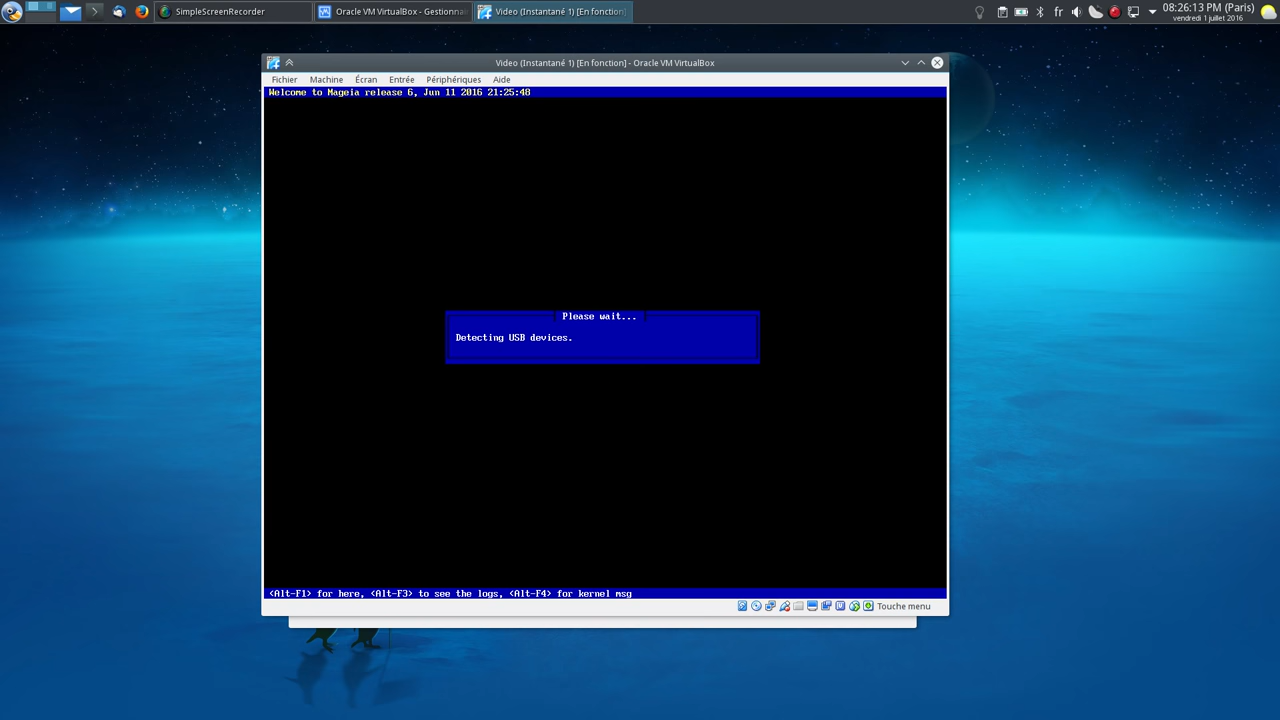 SimpleScreenRecorder
Oracle VM VirtualBox - Gestionna
Video (Instantané 1) [En fonction]
fr
08:26:13 PM (Paris)
vendredi 1 juillet 2016
Video (Instantané 1) [En fonction] - Oracle VM VirtualBox
Fichier Machine Écran Entrée Périphériques Aide
Welcome to Mageia release 6, Jun 11 2016 21:25:48
Please wait...
Detecting USB devices.
<Alt-F1> for here, <Alt-F3> to see the logs, <Alt-F4> for kernel msg
Touche menu